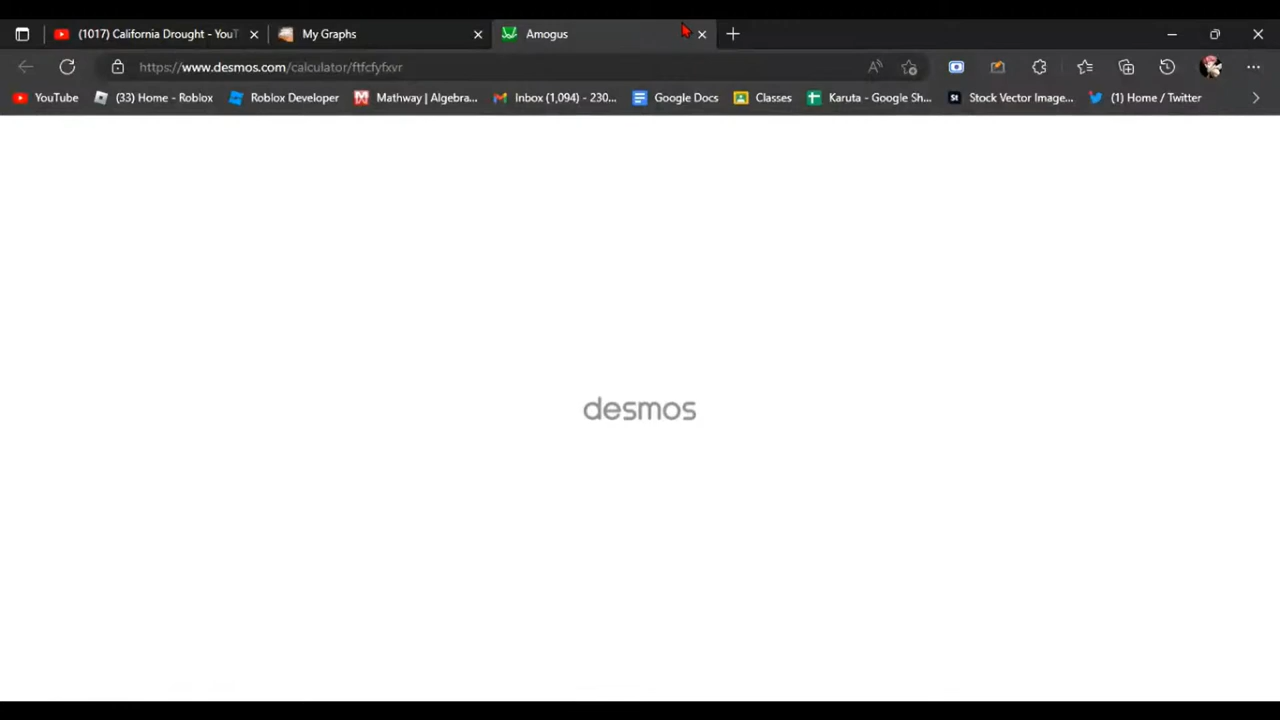 (1017) California Drought - YouT
My Graphs
Amogus
https://www.desmos.com/calculator/ftfcfyfxvr
YouTube
(33) Home - Roblox
Roblox Developer
Mathway | Algebra...
Inbox (1,094) - 230...
Google Docs
Classes
Karuta - Google Sh...
St
Stock Vector Image...
(1) Home / Twitter
desmos